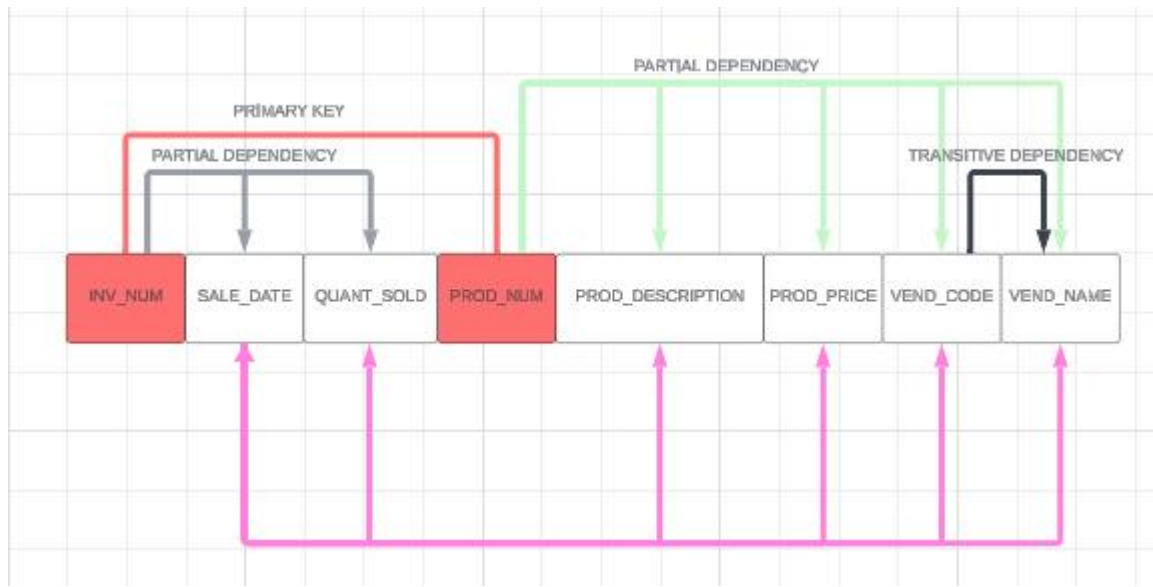 PARTIAL DEPENDENCY
PRIMARY KEY
PARTIAL DEPENDENCY
TRANSITIVE DEPENDENCY
INV_NUM
SALE_DATE
QUANT_SOLD
PROD_NUM
PROD_DESCRIPTION
PROD_PRICE
VEND_CODE
VEND_NAME